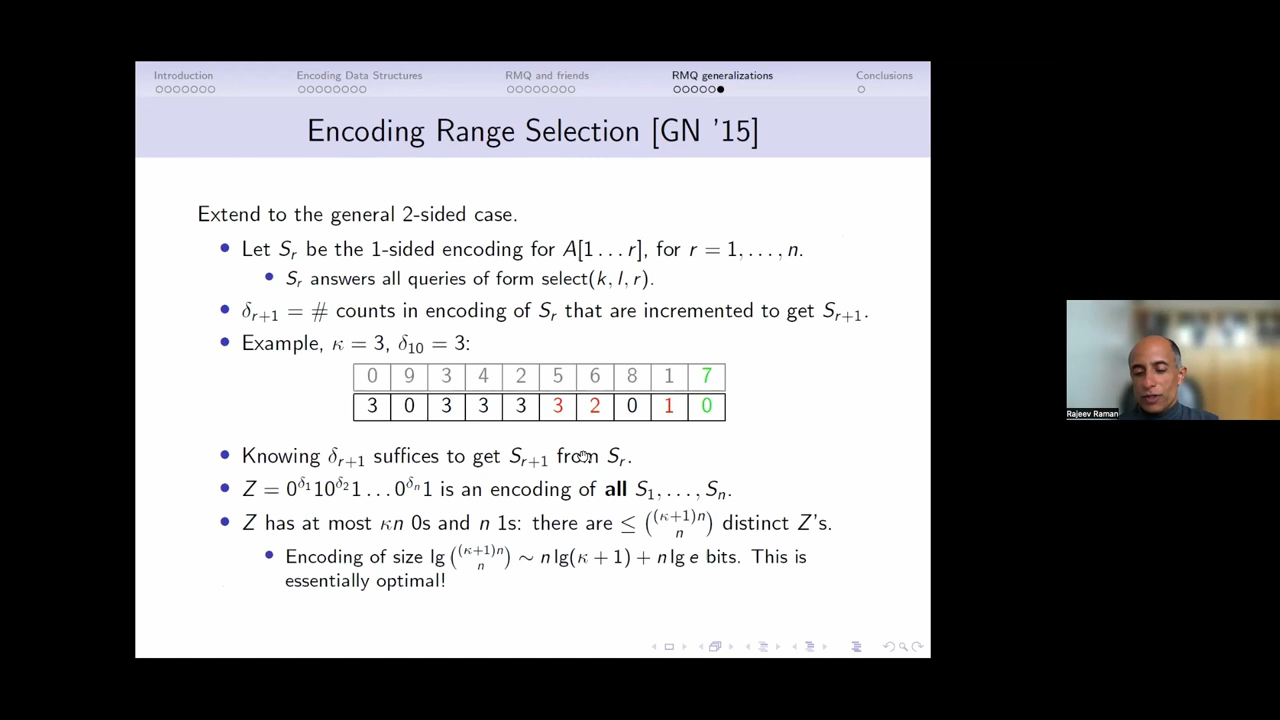 Introduction Encoding Data Structures RMQ and friends RMQ generalizations Conclusions
Encoding Range Selection [GN '15]
Extend to the general 2-sided case.
Let S_r be the 1-sided encoding for A[1 . . . r], for r = 1, . . . , n.
S_r answers all queries of form select(k, l, r).
δ_{r+1} = # counts in encoding of S_r that are incremented to get S_{r+1}.
Example, κ = 3, δ_{10} = 3:
0 9 3 4 2 5 6 8 1 7
3 0 3 3 3 3 2 0 1 0
Knowing δ_{r+1} suffices to get S_{r+1} from S_r.
Z = 0^{δ_1}10^{δ_2}1 . . . 0^{δ_n}1 is an encoding of all S_1, . . . , S_n.
Z has at most κn 0s and n 1s: there are ≤ \binom{(κ+1)n}{n} distinct Z's.
Encoding of size lg \binom{(κ+1)n}{n} ∼ n lg(κ + 1) + n lg e bits. This is
essentially optimal!
Rajeev Raman